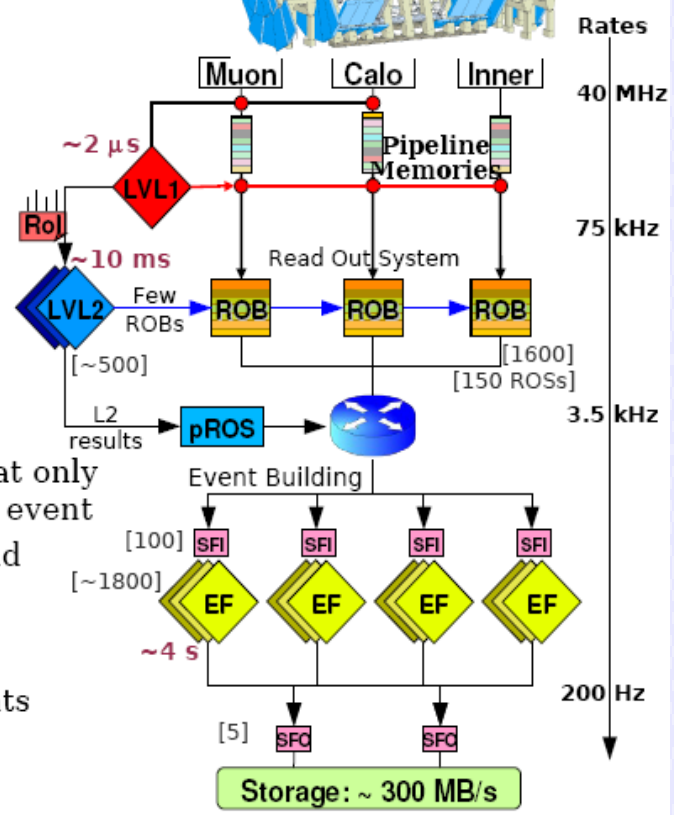 Rates
Muon Calo Inner
40 MHz
~2 µs
Pipeline
Memories
LVL1
RoI
75 kHz
~10 ms
Read Out System
LVL2
Few
ROBs
ROB ROB ROB
[~500]
[1600]
[150 ROSs]
3.5 kHz
L2
results
pROS
at only
event
Event Building
[100]
SFI SFI SFI SFI
d
[~1800]
EF EF EF EF
~4 s
ts
200 Hz
[5]
SFO SFO
Storage: ~ 300 MB/s